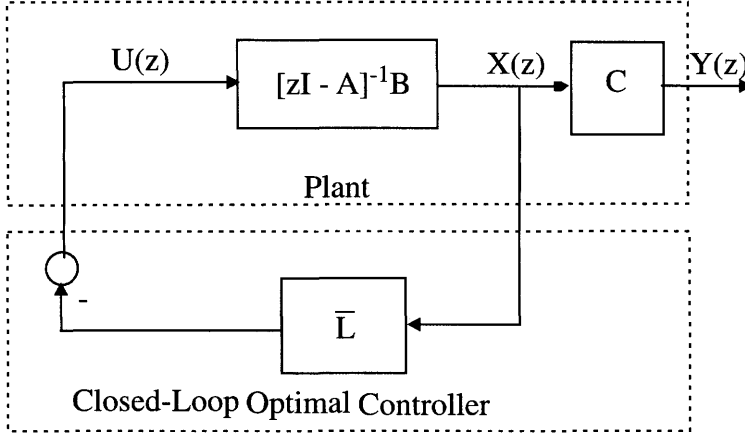 U(z)
[zI - A]⁻¹B
X(z)
C
Y(z)
Plant
-
L̅
Closed-Loop Optimal Controller